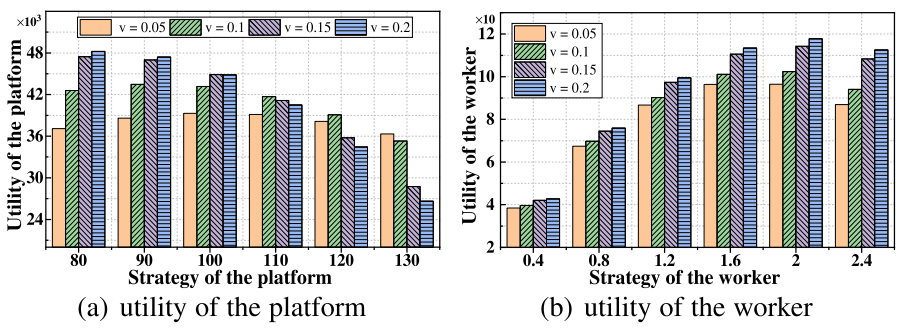 ×10³
v = 0.05 v = 0.1 v = 0.15 v = 0.2
Utility of the platform
48
42
36
30
24
80 90 100 110 120 130
Strategy of the platform
(a) utility of the platform
×10
v = 0.05
v = 0.1
v = 0.15
v = 0.2
Utility of the worker
12
10
8
6
4
2
0.4 0.8 1.2 1.6 2 2.4
Strategy of the worker
(b) utility of the worker